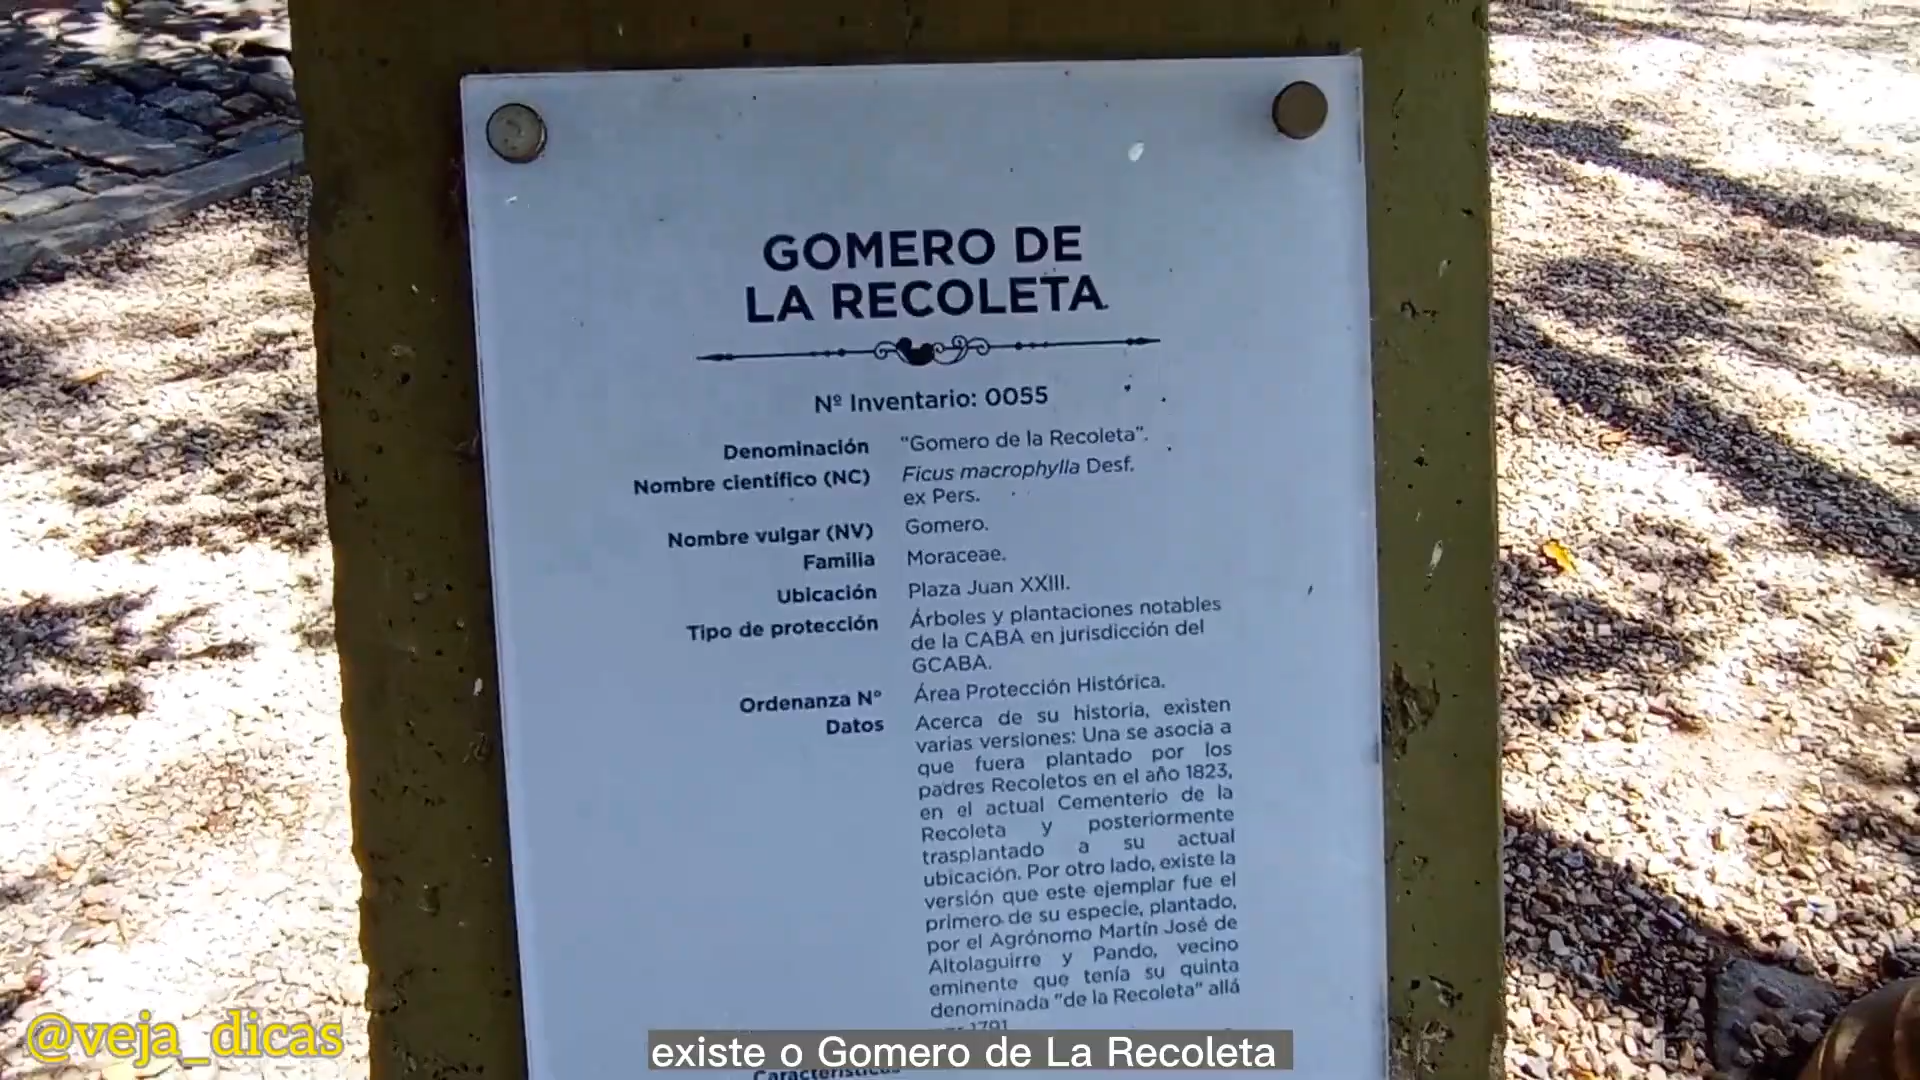 GOMERO DE
LA RECOLETA
Nº Inventario: 0055
Denominación "Gomero de la Recoleta".
Nombre científico (NC) Ficus macrophylla Desf.
ex Pers.
Nombre vulgar (NV) Gomero.
Familia Moraceae.
Ubicación Plaza Juan XXIII.
Tipo de protección Árboles y plantaciones notables
de la CABA en jurisdicción del
GCABA.
Ordenanza N° Área Protección Histórica.
Datos Acerca de su historia, existen
varias versiones: Una se asocia a
que fuera plantado por los
padres Recoletos en el año 1823,
en el actual Cementerio de la
Recoleta y posteriormente
trasplantado a su actual
ubicación. Por otro lado, existe la
versión que este ejemplar fue el
primero de su especie, plantado,
por el Agrónomo Martín José de
Altolaguirre y Pando, vecino
eminente que tenía su quinta
denominada "de la Recoleta" allá
1791
existe o Gomero de La Recoleta
@veja_dicas